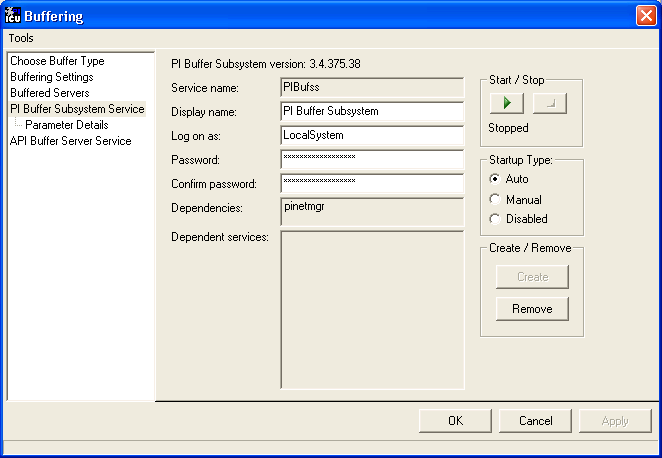 ICU Buffering
Tools
Choose Buffer Type
Buffering Settings
Buffered Servers
PI Buffer Subsystem Service
Parameter Details
API Buffer Server Service
PI Buffer Subsystem version: 3.4.375.38
Service name: PIBufss
Display name: PI Buffer Subsystem
Log on as: LocalSystem
Password: xxxxxxxxxxxxxxxxx
Confirm password: xxxxxxxxxxxxxxxxx
Dependencies: pinetmgr
Dependent services:
Start / Stop
Stopped
Startup Type:
Auto
Manual
Disabled
Create / Remove
Create
Remove
OK Cancel Apply